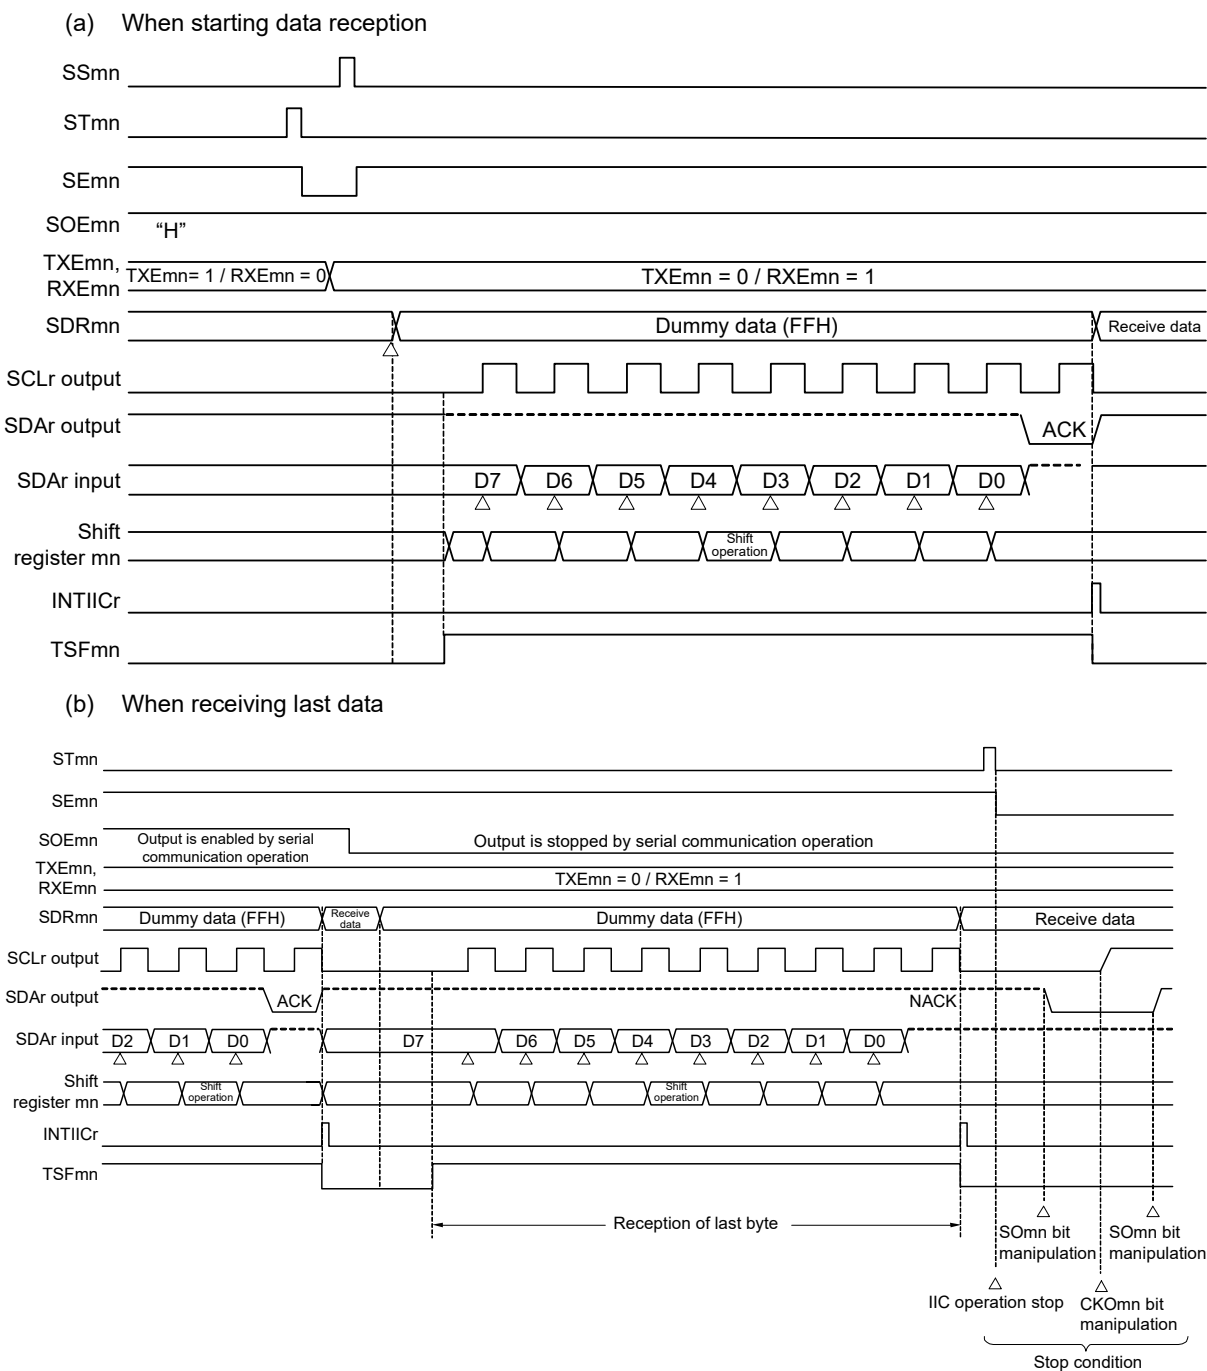 (a) When starting data reception
SSmn
STmn
SEmn
SOEmn
“H”
TXEmn,
RXEmn
TXEmn= 1 / RXEmn = 0
TXEmn = 0 / RXEmn = 1
SDRmn
Dummy data (FFH)
Receive data
SCLr output
SDAr output
ACK
SDAr input
D7 D6 D5 D4 D3 D2 D1 D0
Shift
register mn
Shift
operation
INTIICr
TSFmn
(b) When receiving last data
STmn
SEmn
SOEmn
Output is enabled by serial
communication operation
Output is stopped by serial communication operation
TXEmn,
RXEmn
TXEmn = 0 / RXEmn = 1
SDRmn
Dummy data (FFH)
Receive
data
Dummy data (FFH)
Receive data
SCLr output
SDAr output
ACK
NACK
SDAr input
D2 D1 D0 D7 D6 D5 D4 D3 D2 D1 D0
Shift
register mn
Shift
operation
Shift
operation
INTIICr
TSFmn
Reception of last byte
SOmn bit
manipulation
SOmn bit
manipulation
IIC operation stop
CKOmn bit
manipulation
Stop condition